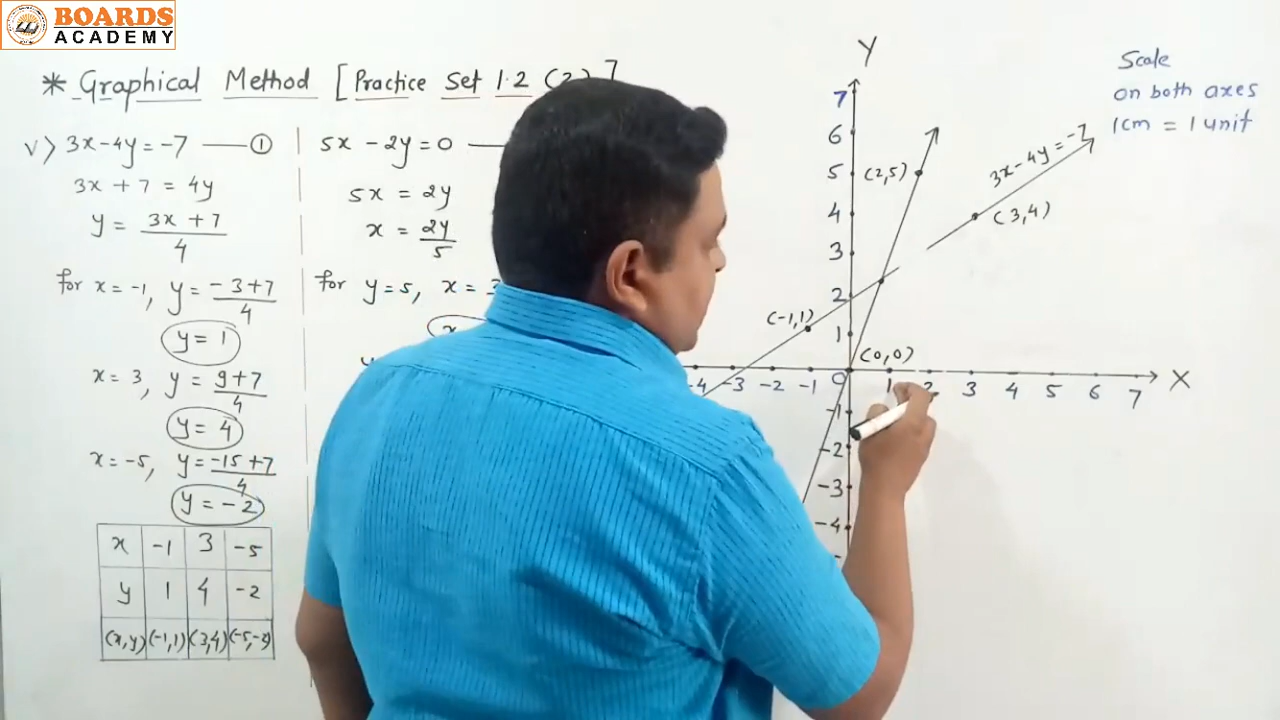 BOARDS
ACADEMY
* Graphical Method [Practice Set 1.2 (2)]
v) 3x-4y=-7 —— ①
3x + 7 = 4y
y = 3x + 7
4
for x = -1, y = -3+7
4
y = 1
x = 3, y = 9+7
4
y = 4
x = -5, y = -15+7
4
y = -2
x -1 3 -5
y 1 4 -2
(x,y) (-1,1) (3,4) (-5,-2)
5x - 2y = 0 ——
5x = 2y
x = 2y
5
for y = 5, x =
Y
7
6
5
4
3
2
1
0
-1
-2
-3
-4
-4 -3 -2 -1 1 2 3 4 5 6 7 X
(2,5)
(3,4)
(-1,1)
(0,0)
3x-4y=-7
Scale
on both axes
1cm = 1 unit